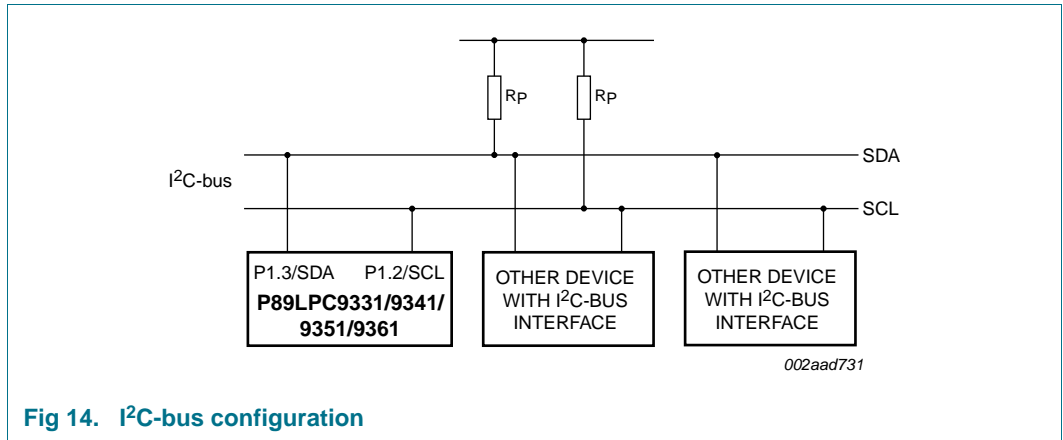 RP RP
SDA
I2C-bus
SCL
P1.3/SDA P1.2/SCL
P89LPC9331/9341/
9351/9361
OTHER DEVICE
WITH I2C-BUS
INTERFACE
OTHER DEVICE
WITH I2C-BUS
INTERFACE
002aad731
Fig 14. I2C-bus configuration